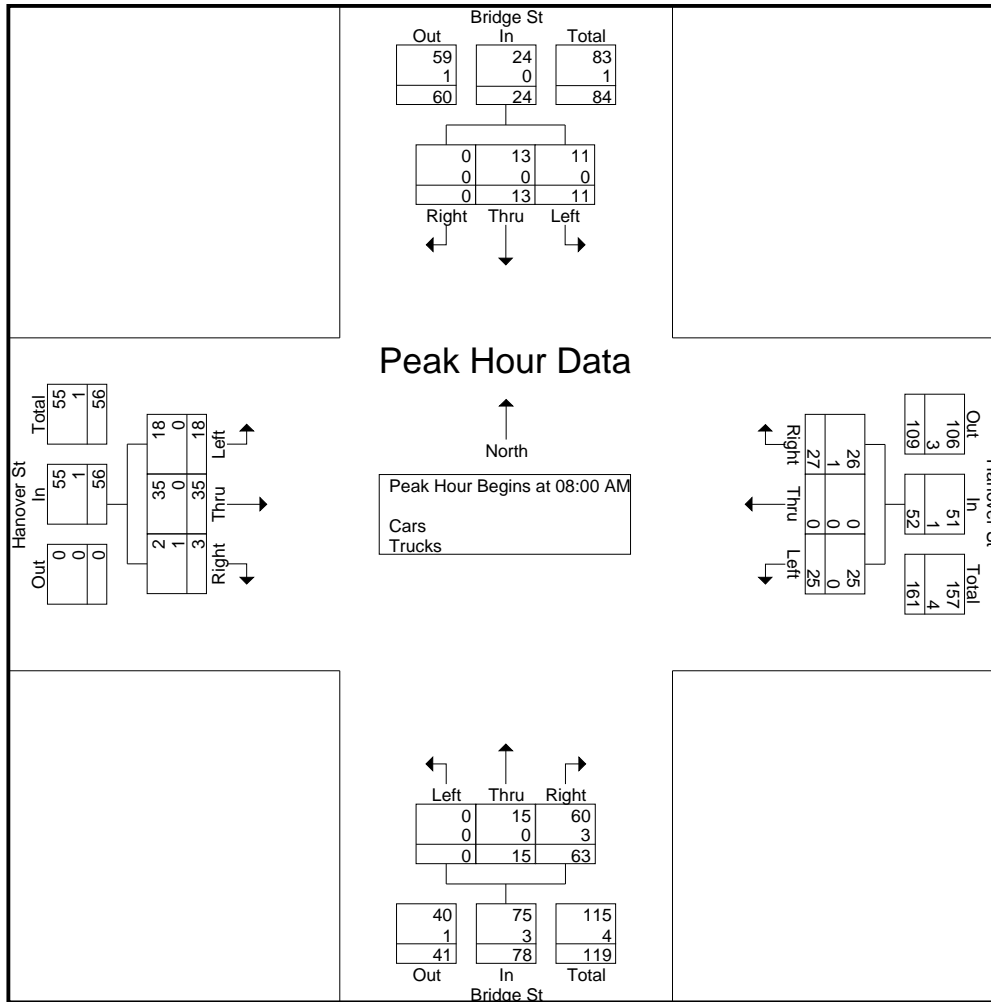 Bridge St
Out In Total
59 24 83
1 0 1
60 24 84
0 13 11
0 0 0
0 13 11
Right Thru Left
Peak Hour Data
North
Peak Hour Begins at 08:00 AM
Cars
Trucks
Hanover St
Out In Total
0 55 55
0 1 1
0 56 56
Right Thru Left
2 35 18
1 0 0
3 35 18
Hanover St
Out In Total
106 51 157
3 1 4
109 52 161
26 0 25
1 0 0
27 0 25
Right Thru Left
Left Thru Right
0 15 60
0 0 3
0 15 63
40 75 115
1 3 4
41 78 119
Out In Total
Bridge St